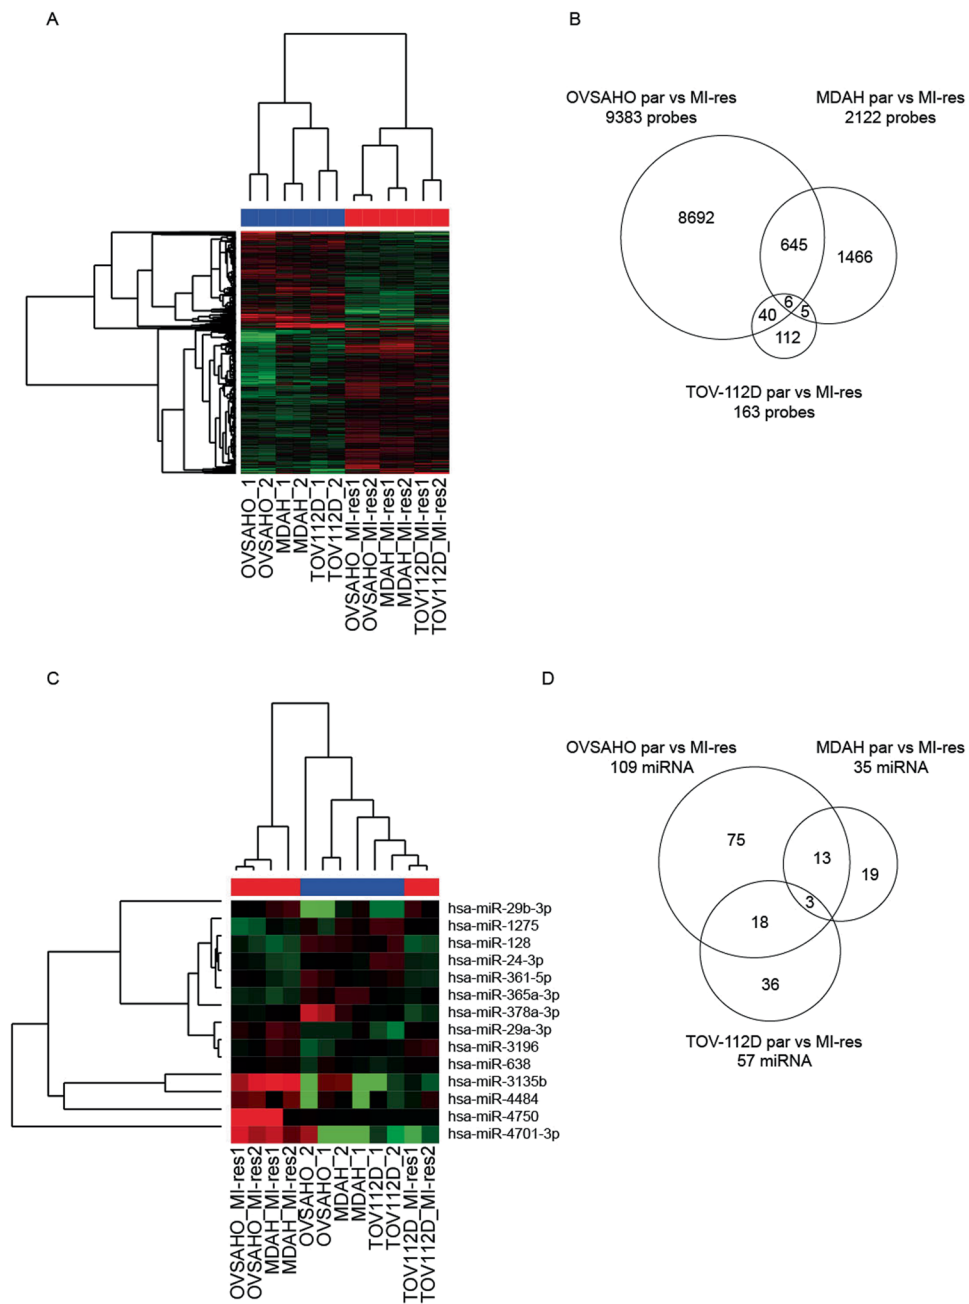 A
B
OVSAHO par vs MI-res
9383 probes
MDAH par vs MI-res
2122 probes
8692
645
1466
6
40
5
112
TOV-112D par vs MI-res
163 probes
OVSAHO_1
OVSAHO_2
MDAH_1
MDAH_2
TOV112D_1
TOV112D_2
OVSAHO_MI-res1
OVSAHO_MI-res2
MDAH_MI-res1
MDAH_MI-res2
TOV112D_MI-res1
TOV112D_MI-res2
C
D
OVSAHO par vs MI-res
109 miRNA
MDAH par vs MI-res
35 miRNA
75
13
19
3
18
36
TOV-112D par vs MI-res
57 miRNA
hsa-miR-29b-3p
hsa-miR-1275
hsa-miR-128
hsa-miR-24-3p
hsa-miR-361-5p
hsa-miR-365a-3p
hsa-miR-378a-3p
hsa-miR-29a-3p
hsa-miR-3196
hsa-miR-638
hsa-miR-3135b
hsa-miR-4484
hsa-miR-4750
hsa-miR-4701-3p
OVSAHO_MI-res1
OVSAHO_MI-res2
MDAH_MI-res1
MDAH_MI-res2
OVSAHO_2
OVSAHO_1
MDAH_2
MDAH_1
TOV112D_1
TOV112D_2
TOV112D_MI-res1
TOV112D_MI-res2